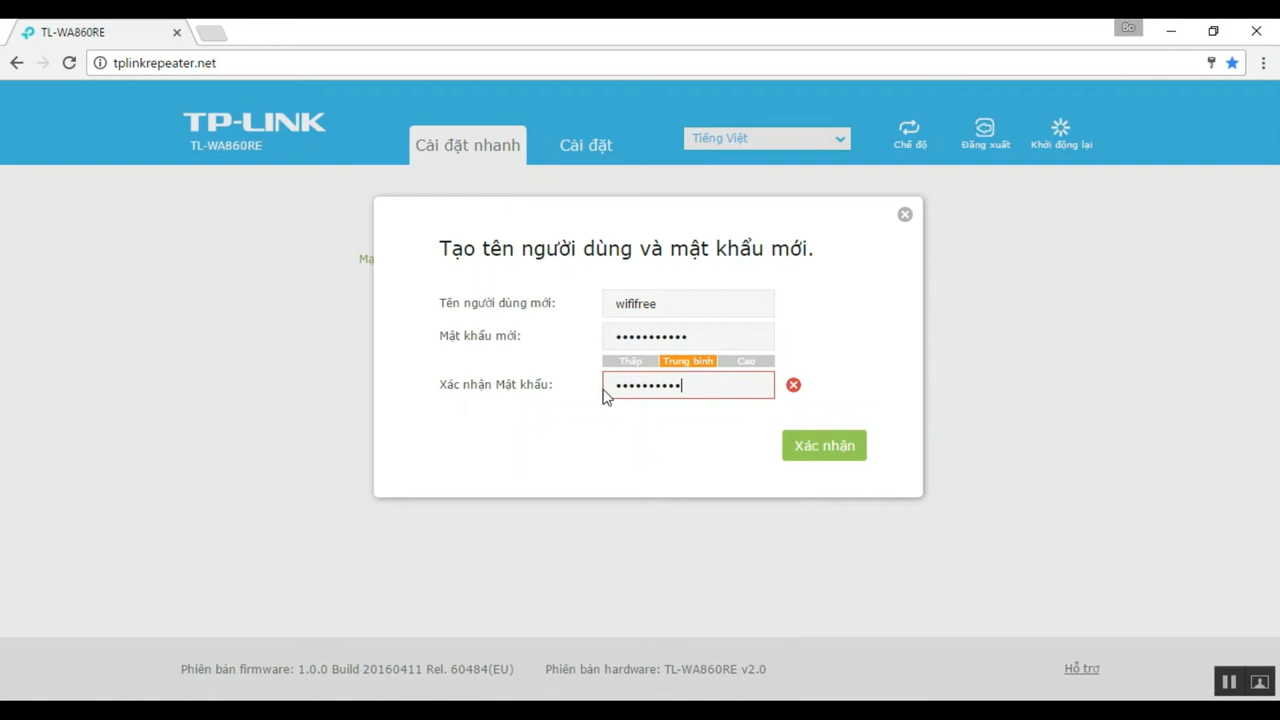 TL-WA860RE
Bo
tplinkrepeater.net
TP-LINK
TL-WA860RE
Cài đặt nhanh
Cài đặt
Tiếng Việt
Chế độ
Đăng xuất
Khởi động lại
Mạ
Tạo tên người dùng và mật khẩu mới.
Tên người dùng mới:
wififree
Mật khẩu mới:
•••••••••••
Thấp
Trung bình
Cao
Xác nhận Mật khẩu:
••••••••••
Xác nhận
Phiên bản firmware: 1.0.0 Build 20160411 Rel. 60484(EU)
Phiên bản hardware: TL-WA860RE v2.0
Hỗ trợ